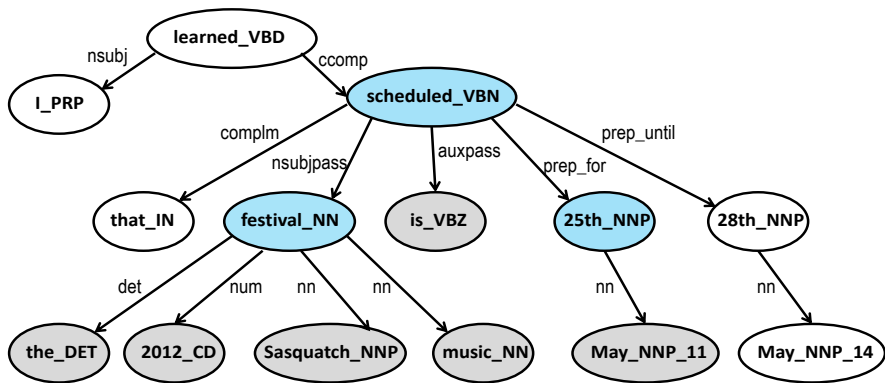 learned_VBD
nsubj ccomp
I_PRP scheduled_VBN
complm nsubjpass auxpass prep_for prep_until
that_IN festival_NN is_VBZ 25th_NNP 28th_NNP
det num nn nn nn nn
the_DET 2012_CD Sasquatch_NNP music_NN May_NNP_11 May_NNP_14